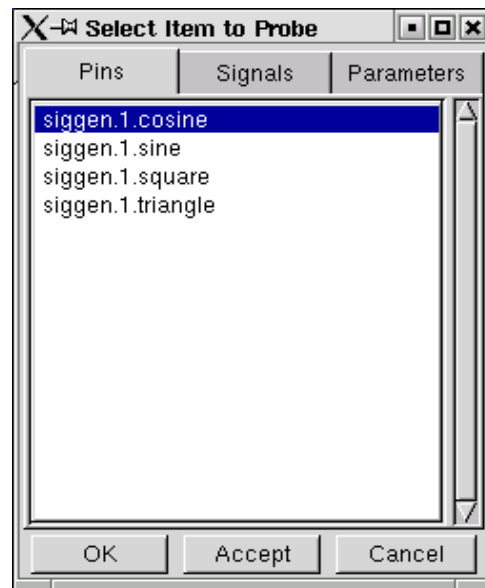 Select Item to Probe
Pins Signals Parameters
siggen.1.cosine
siggen.1.sine
siggen.1.square
siggen.1.triangle
OK Accept Cancel